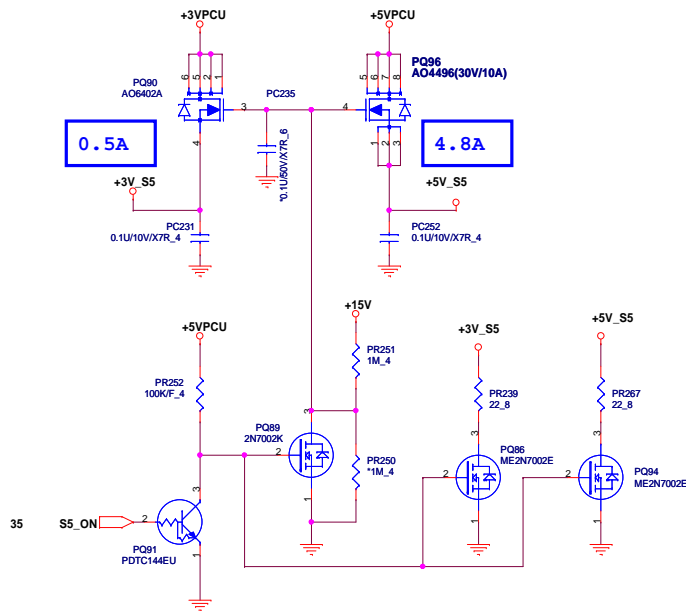 +3VPCU
+5VPCU
6
5
2
1
5
6
7
8
PQ90
AO6402A
PQ96
AO4496(30V/10A)
PC235
3
4
4
1
2
3
0.5A
4.8A
*0.1U/50V/X7R_6
+3V_S5
+5V_S5
PC231
0.1U/10V/X7R_4
PC252
0.1U/10V/X7R_4
+15V
+5VPCU
+3V_S5
+5V_S5
PR251
1M_4
PR252
100K/F_4
PR239
22_8
PR267
22_8
3
PQ89
2N7002K
2
1
PR250
*1M_4
3
PQ86
ME2N7002E
2
1
3
PQ94
ME2N7002E
2
1
35
S5_ON
2
3
1
PQ91
PDTC144EU